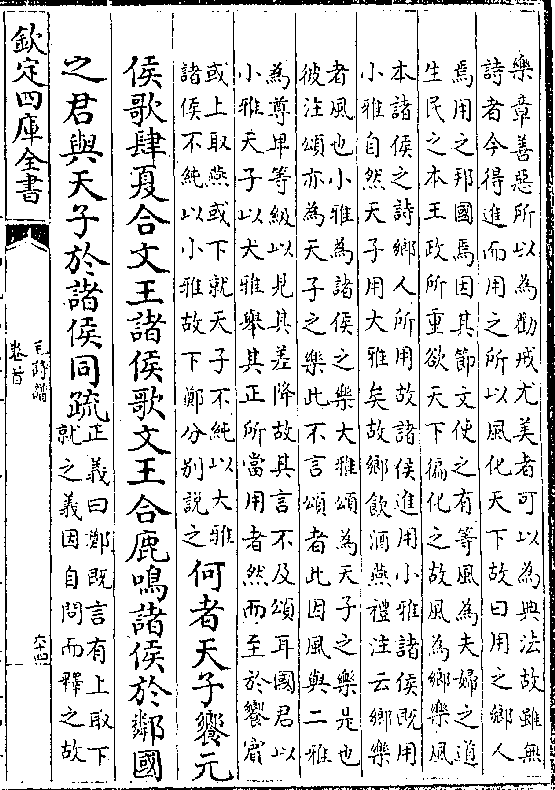 樂章善惡所以為勸戒尤美者可以為典法故雖無
詩者今得進而用之所以風化天下故曰用之鄉人
焉用之邦國焉因其節文使之有等風為夫婦之道
生民之本王政所重欲天下徧化之故風為鄉樂風
本諸侯之詩鄉人所用故諸侯進用小雅諸侯既用
小雅自然天子用大雅矣故鄉飲酒燕禮注云鄉樂
者風也小雅為諸侯之樂大雅頌為天子之樂是也
彼注頌亦為天子之樂此不言頌者此因風與二雅
為尊卑等級以見其差降故其言不及頌耳國君以
小雅天子以大雅舉其正所當用者然而至於饗賓
或上取燕或下就天子不純以大雅
諸侯不純以小雅故下鄭分別說之
何者天子饗元
侯歌肆夏合文王諸侯歌文王合鹿鳴諸侯於鄰國
之君與天子於諸侯同疏
正義曰鄭既言有上取下
就之義因自問而釋之故
欽定四庫全書
毛詩譜
卷首
六十四